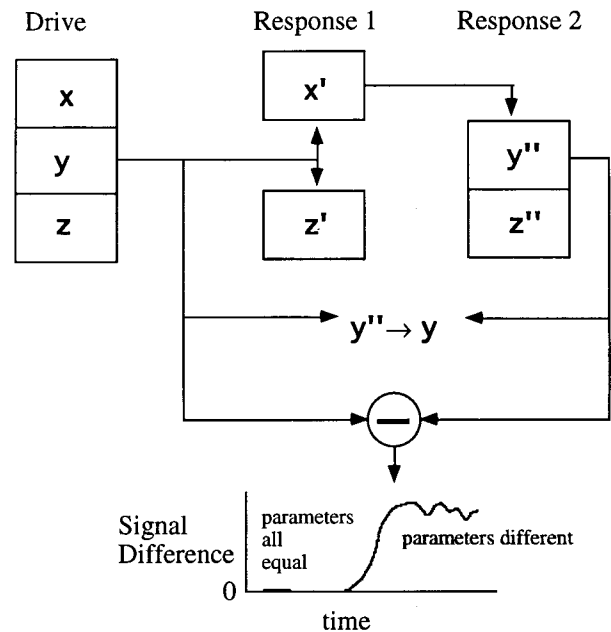 Drive Response 1 Response 2
x
y
z
x'
z'
y''
z''
y'' → y
−
Signal
Difference
0
parameters
all
equal
parameters different
time